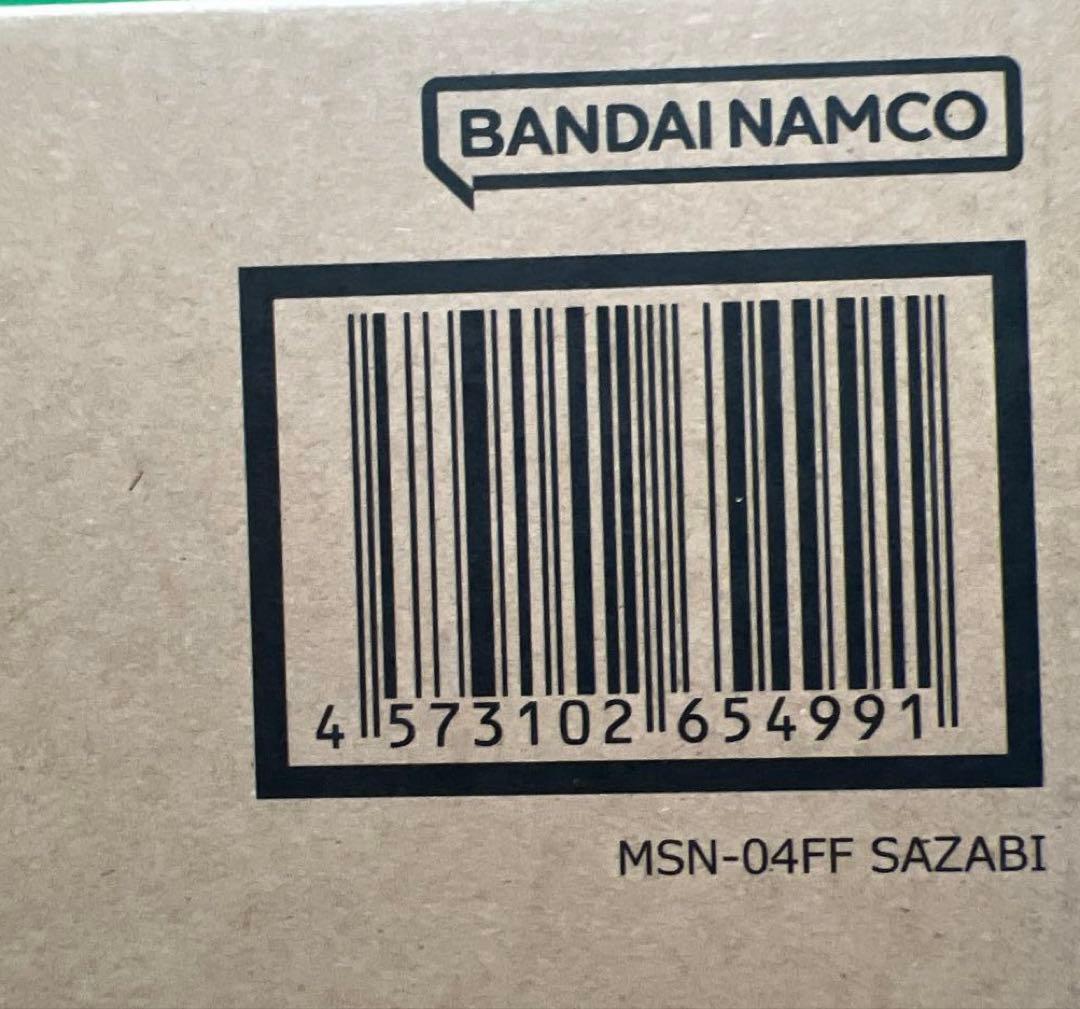 BANDAI NAMCO
4 573102 654991
MSN-04FF SAZABI